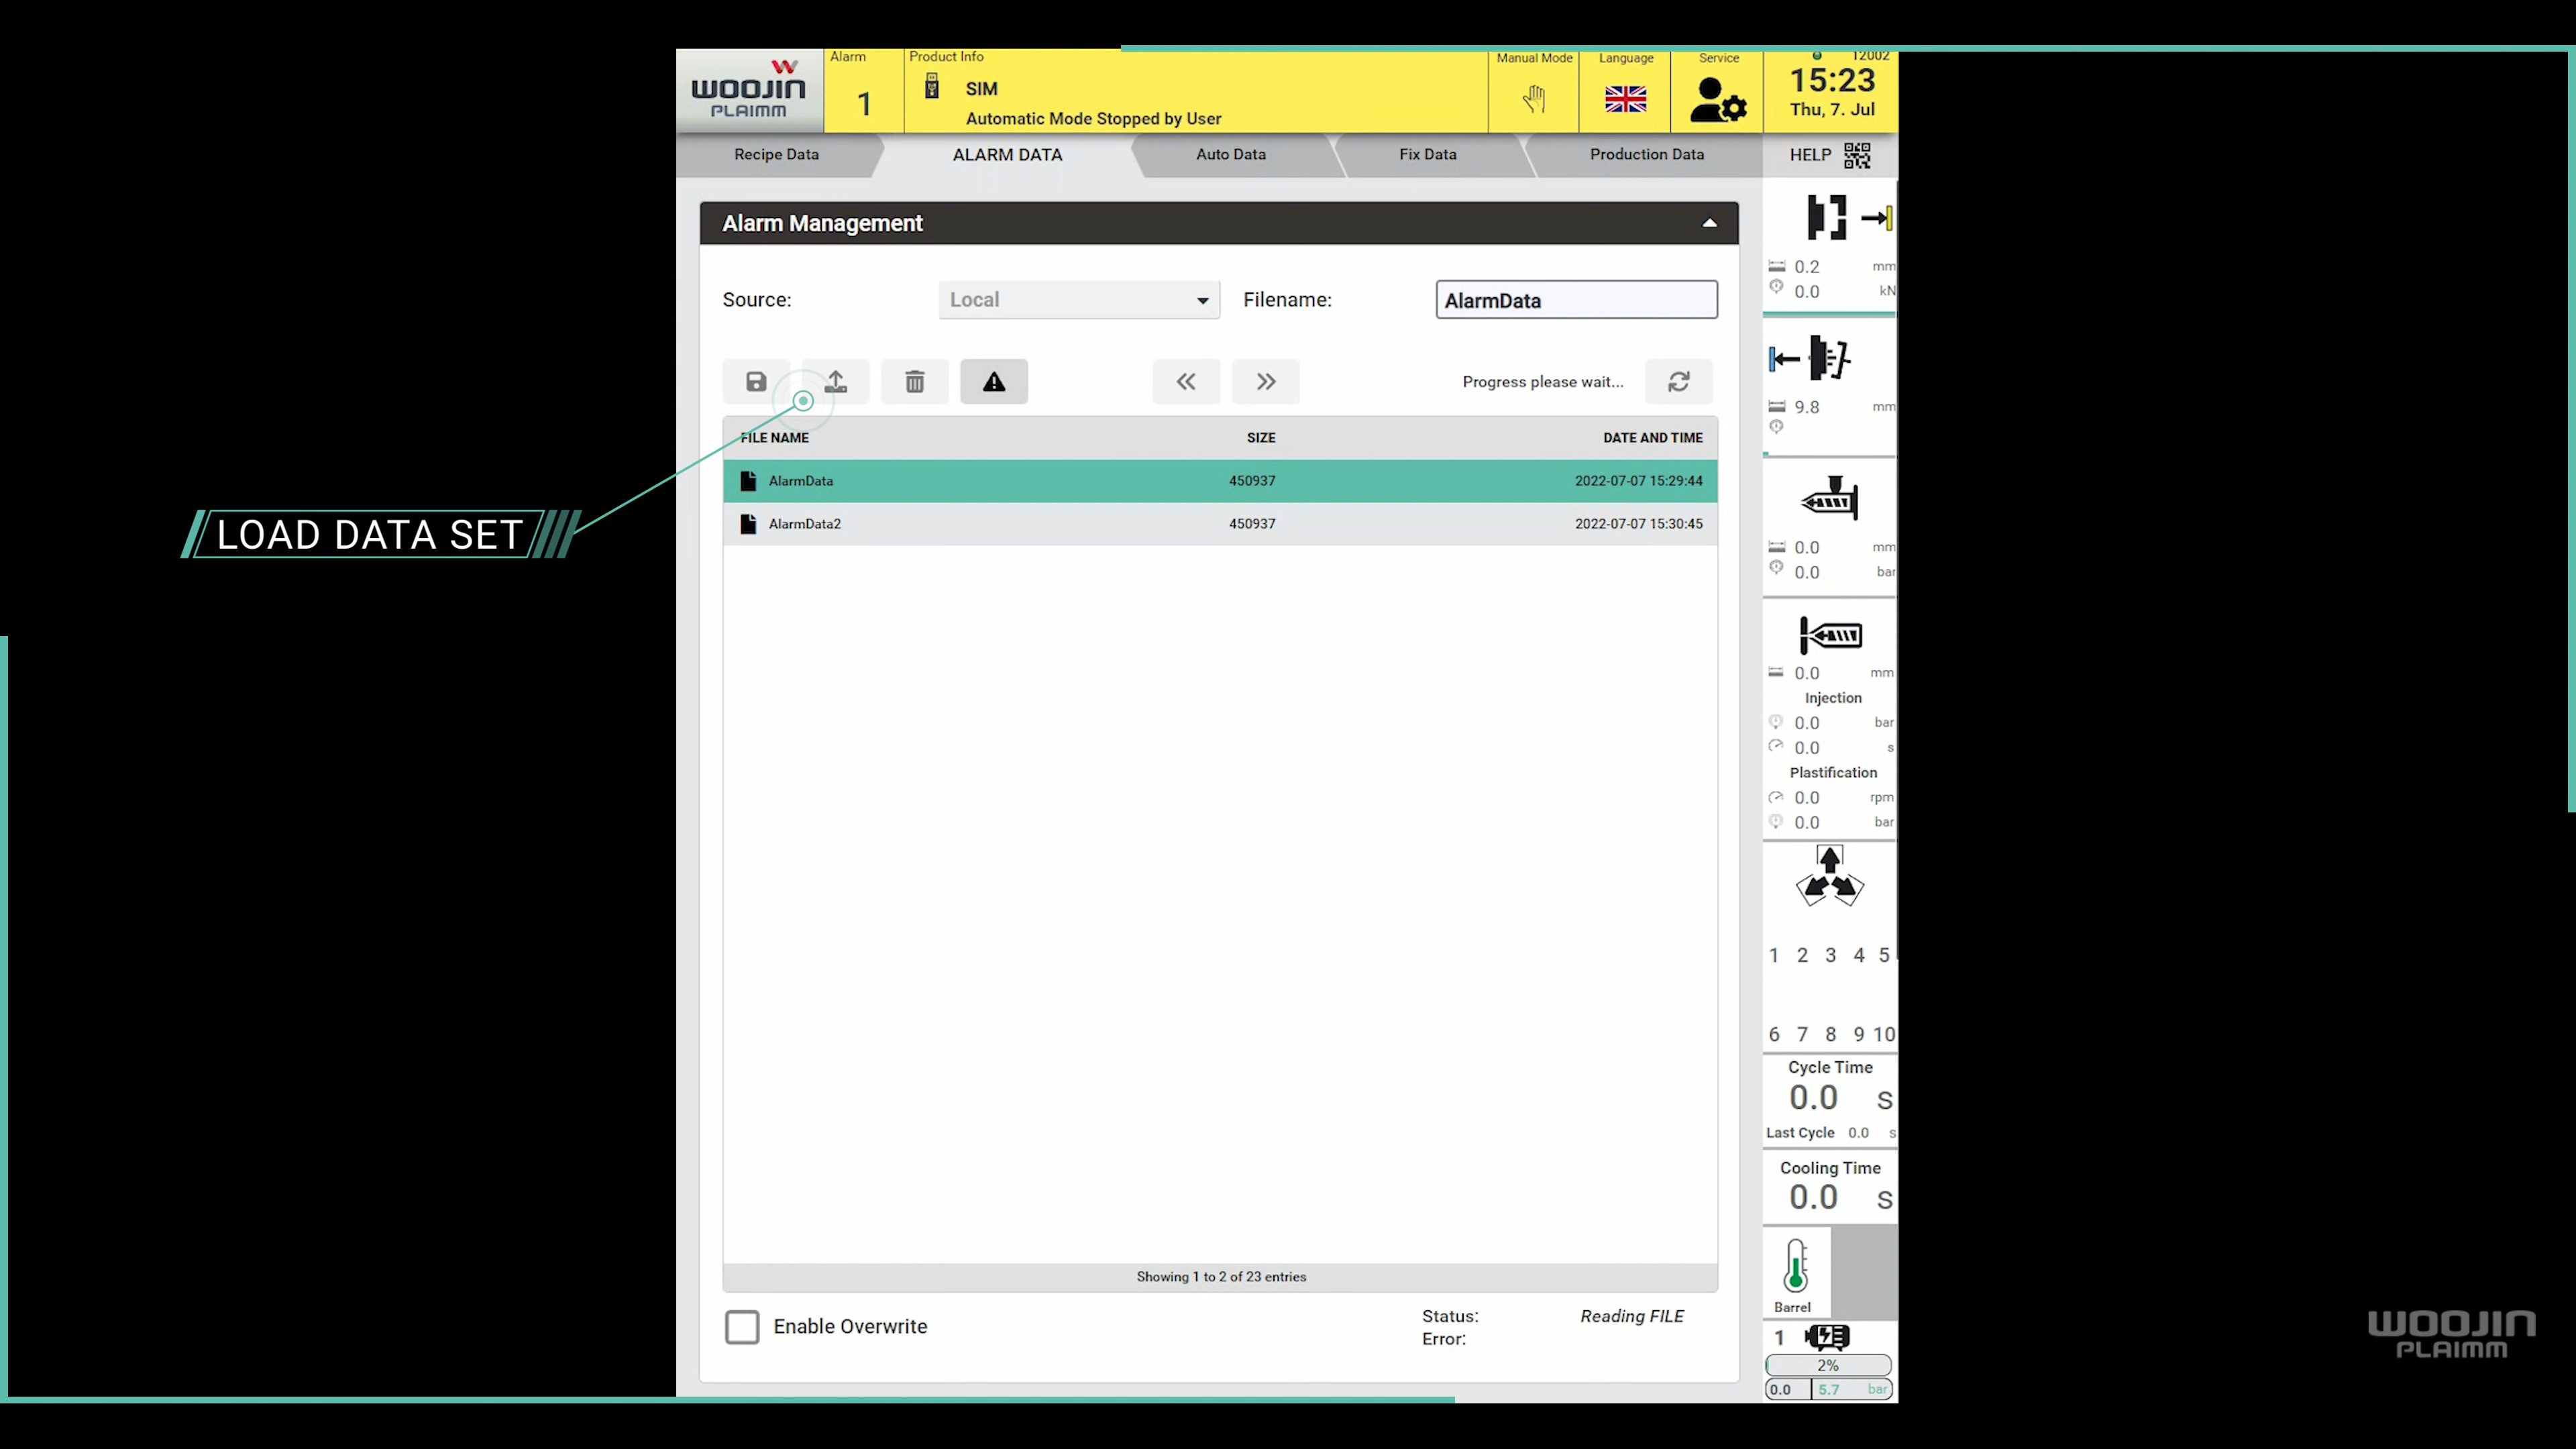 WOOJIN
PLAIMM
Alarm
1
Product Info
SIM
Automatic Mode Stopped by User
Manual Mode
Language
Service
12002
15:23
Thu, 7. Jul
Recipe Data
ALARM DATA
Auto Data
Fix Data
Production Data
HELP
Alarm Management
Source:
Local
Filename:
AlarmData
Progress please wait...
FILE NAME SIZE DATE AND TIME
AlarmData 450937 2022-07-07 15:29:44
AlarmData2 450937 2022-07-07 15:30:45
LOAD DATA SET
Showing 1 to 2 of 23 entries
Enable Overwrite
Status: Reading FILE
Error:
0.2 mm
0.0 kN
9.8 mm
0.0 mm
0.0 bar
0.0 mm
Injection
0.0 bar
0.0 s
Plastification
0.0 rpm
0.0 bar
1 2 3 4 5
6 7 8 9 10
Cycle Time
0.0 s
Last Cycle 0.0 s
Cooling Time
0.0 s
Barrel
1
2%
0.0 5.7 bar
WOOJIN
PLAIMM